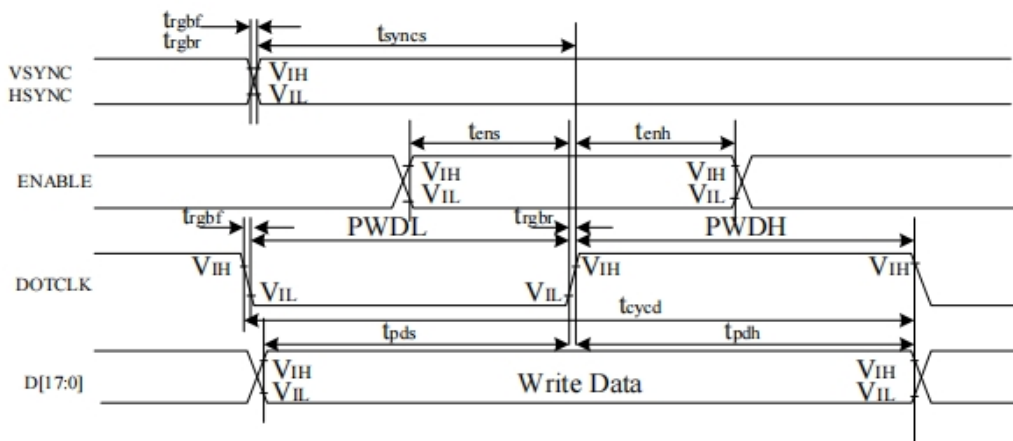 trgbf
tsyncs
trgbr
VSYNC
VIH
HSYNC
VIL
tens
tenh
ENABLE
VIH
VIH
VIL
VIL
trgbf
PWDL
trgbr
PWDH
VIH
VIH
VIH
DOTCLK
VIL
VIL
tcycd
tpds
tpdh
VIH
VIH
D[17:0]
Write Data
VIL
VIL